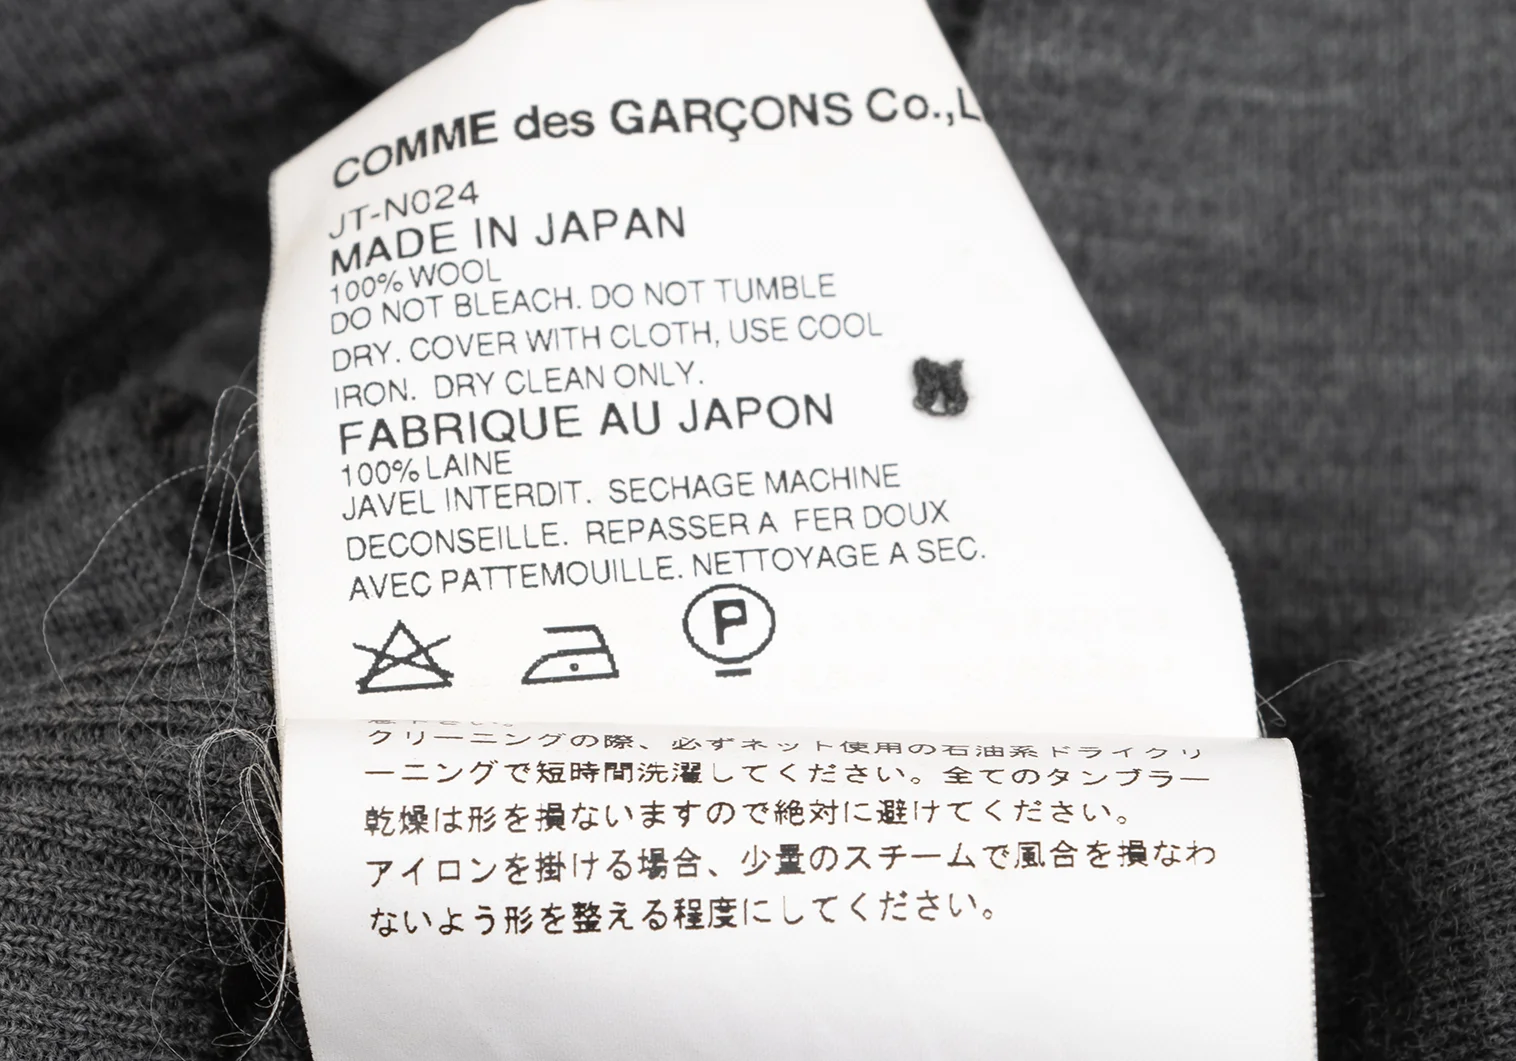 COMME des GARÇONS Co.,L
JT-N024
MADE IN JAPAN
100% WOOL
DO NOT BLEACH. DO NOT TUMBLE
DRY. COVER WITH CLOTH, USE COOL
IRON. DRY CLEAN ONLY.
FABRIQUE AU JAPON
100% LAINE
JAVEL INTERDIT. SECHAGE MACHINE
DECONSEILLE. REPASSER A FER DOUX
AVEC PATTEMOUILLE. NETTOYAGE A SEC.
P
クリーニングの際、必ずネット使用の石油系ドライクリ
ーニングで短時間洗濯してください。全てのタンブラー
乾燥は形を損ないますので絶対に避けてください。
アイロンを掛ける場合、少量のスチームで風合を損なわ
ないよう形を整える程度にしてください。